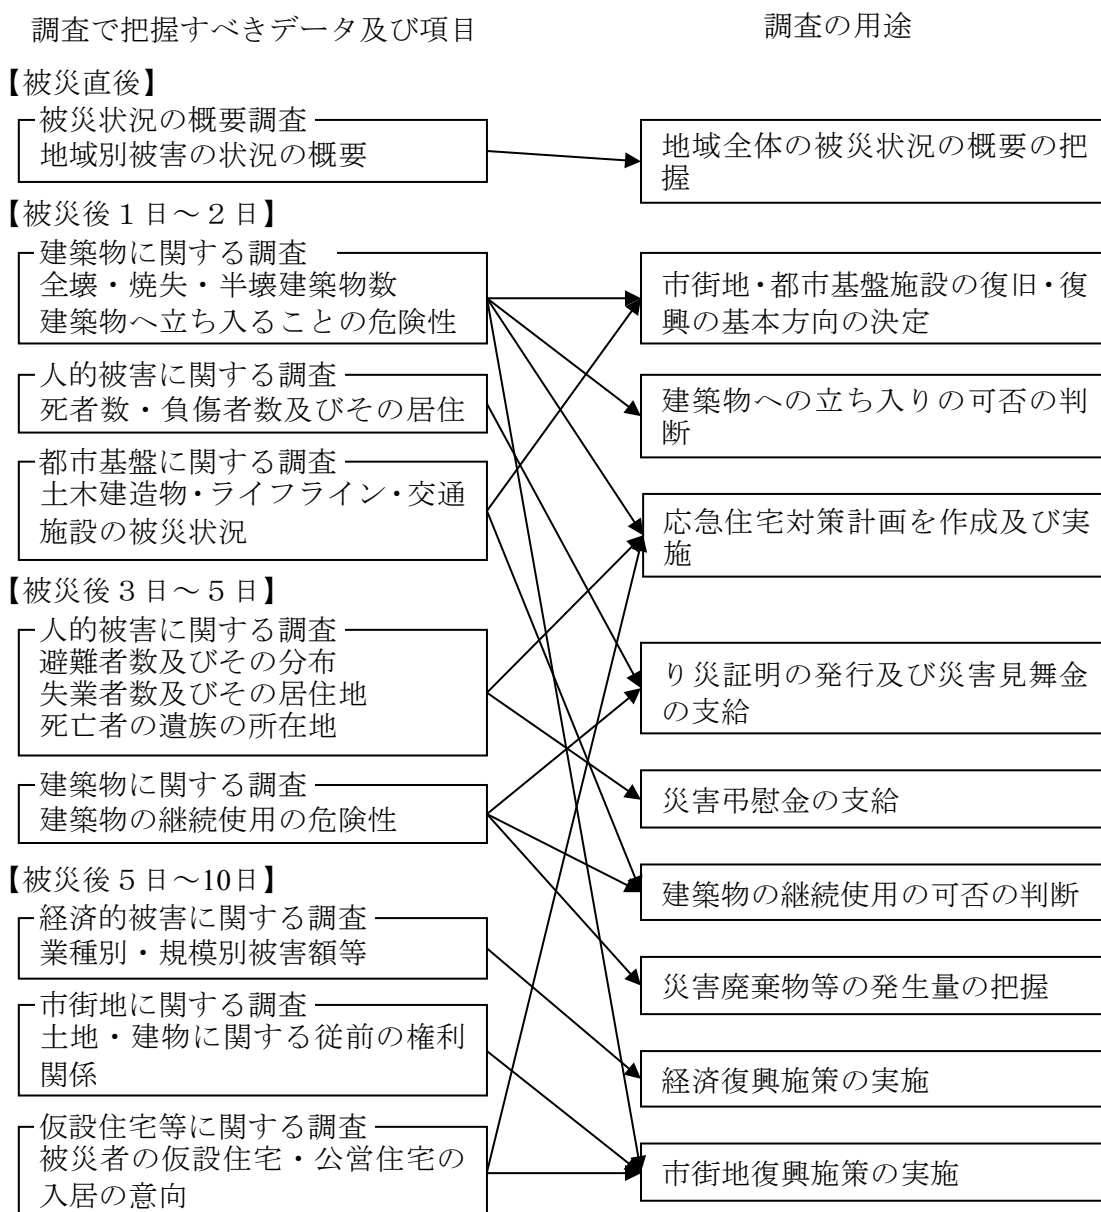 調査で把握すべきデータ及び項目
調査の用途
【被災直後】
被災状況の概要調査
地域別被害の状況の概要
地域全体の被災状況の概要の把
握
【被災後１日～２日】
建築物に関する調査
全壊・焼失・半壊建築物数
建築物へ立ち入ることの危険性
市街地・都市基盤施設の復旧・復
興の基本方向の決定
人的被害に関する調査
死者数・負傷者数及びその居住
建築物への立ち入りの可否の判
断
都市基盤に関する調査
土木建造物・ライフライン・交通
施設の被災状況
応急住宅対策計画を作成及び実
施
【被災後３日～５日】
人的被害に関する調査
避難者数及びその分布
失業者数及びその居住地
死亡者の遺族の所在地
り災証明の発行及び災害見舞金
の支給
建築物に関する調査
建築物の継続使用の危険性
災害弔慰金の支給
【被災後５日～10日】
建築物の継続使用の可否の判断
経済的被害に関する調査
業種別・規模別被害額等
災害廃棄物等の発生量の把握
市街地に関する調査
土地・建物に関する従前の権利
関係
経済復興施策の実施
仮設住宅等に関する調査
被災者の仮設住宅・公営住宅の
入居の意向
市街地復興施策の実施